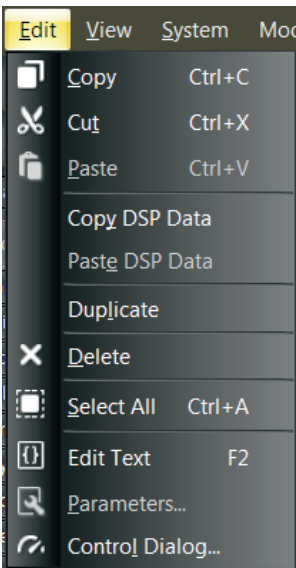 Edit View System
Copy Ctrl+C
Cut Ctrl+X
Paste Ctrl+V
Copy DSP Data
Paste DSP Data
Duplicate
Delete
Select All Ctrl+A
Edit Text F2
Parameters...
Control Dialog...